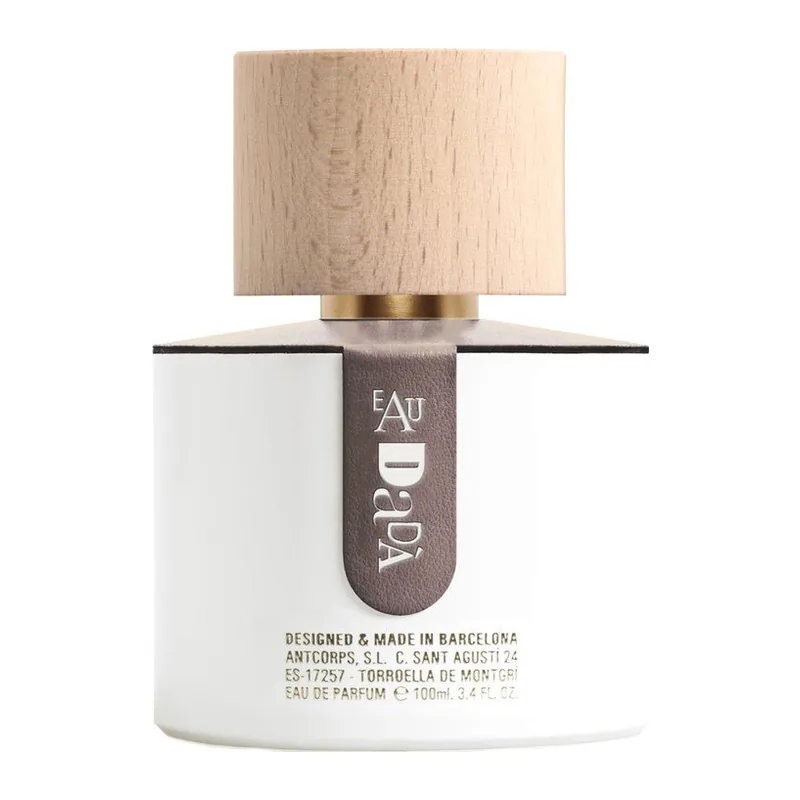 EAU
DaDÀ
DESIGNED & MADE IN BARCELONA
ANTCORPS, S.L. C. SANT AGUSTÍ 24
ES-17257 - TORROELLA DE MONTGRÍ
EAU DE PARFUM ℮ 100ml. 3.4 FL. OZ.